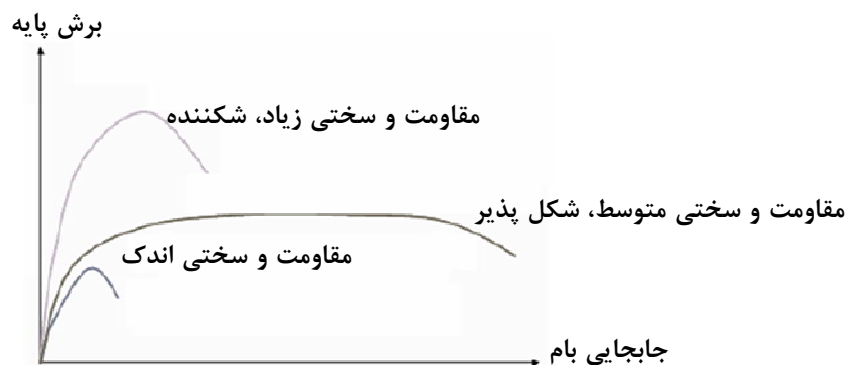 برش پایه
مقاومت و سختی زیاد، شکننده
مقاومت و سختی متوسط، شکل پذیر
مقاومت و سختی اندک
جابجایی بام